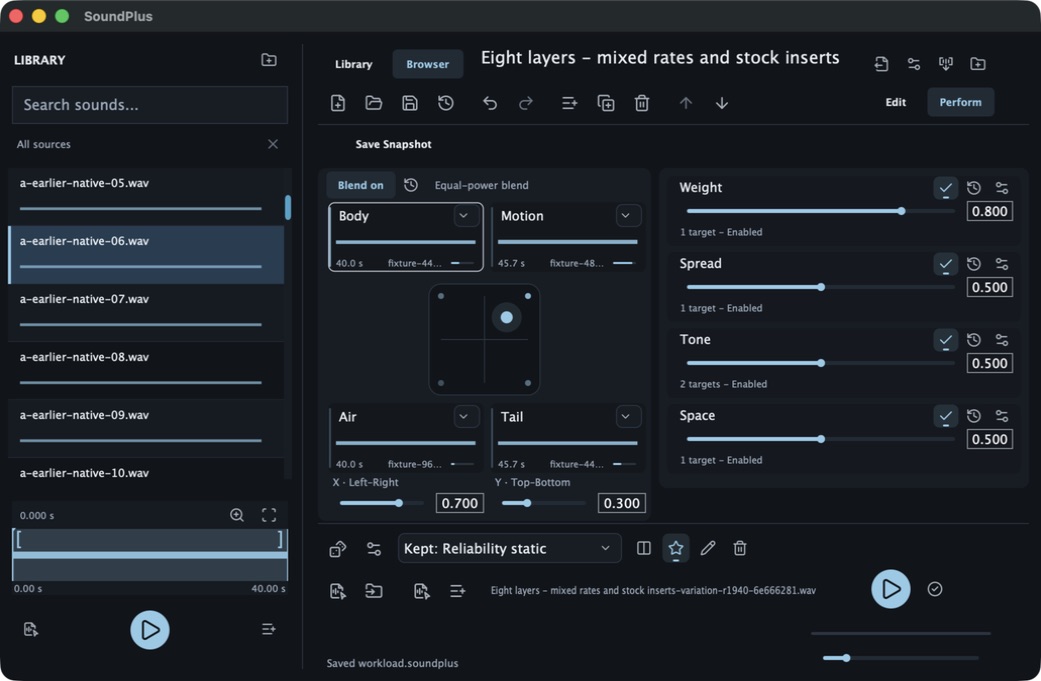 SoundPlus
LIBRARY
Search sounds...
All sources
a-earlier-native-05.wav
a-earlier-native-06.wav
a-earlier-native-07.wav
a-earlier-native-08.wav
a-earlier-native-09.wav
a-earlier-native-10.wav
0.000 s
[ ]
0.00 s 40.00 s
Library Browser Eight layers – mixed rates and stock inserts
Edit Perform
Save Snapshot
Blend on Equal-power blend
Body Motion
40.0 s fixture-44... 45.7 s fixture-48...
Air Tail
40.0 s fixture-96... 45.7 s fixture-44...
X · Left-Right Y · Top-Bottom
0.700 0.300
Weight
0.800
1 target – Enabled
Spread
0.500
1 target – Enabled
Tone
0.500
2 targets – Enabled
Space
0.500
1 target – Enabled
Kept: Reliability static
Eight layers – mixed rates and stock inserts-variation-r1940-6e666281.wav
Saved workload.soundplus